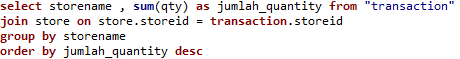 select storename , sum(qty) as jumlah_quantity from "transaction"
join store on store.storeid = transaction.storeid
group by storename
order by jumlah_quantity desc